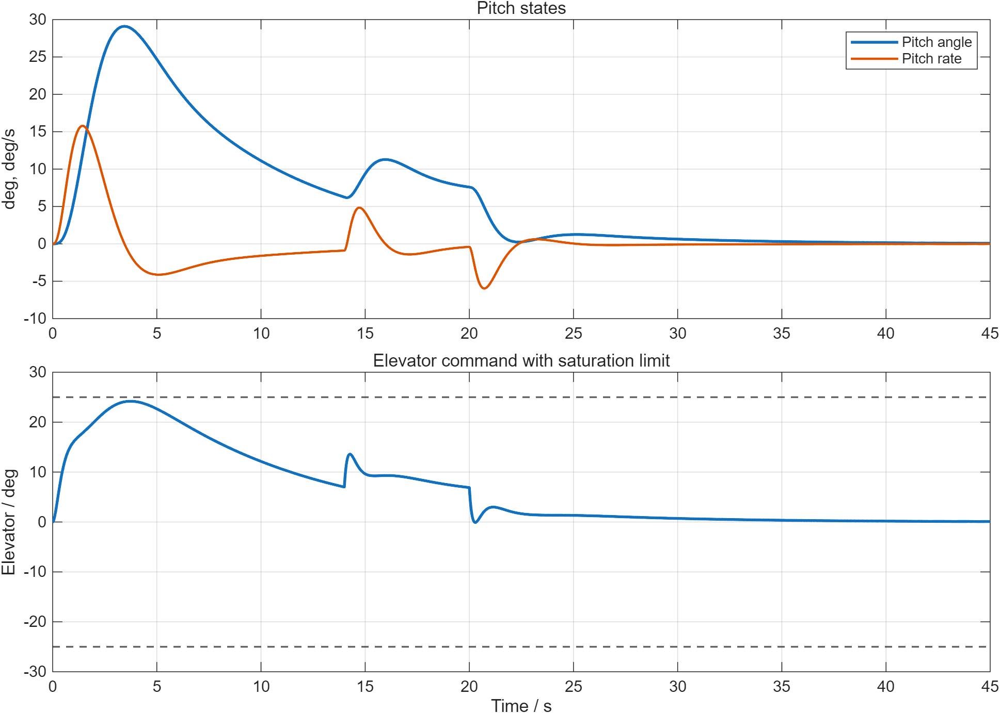 Pitch states
30
25
20
15
10
5
0
-5
-10
deg, deg/s
Pitch angle
Pitch rate
0 5 10 15 20 25 30 35 40 45
Elevator command with saturation limit
30
20
10
0
-10
-20
-30
Elevator / deg
0 5 10 15 20 25 30 35 40 45
Time / s